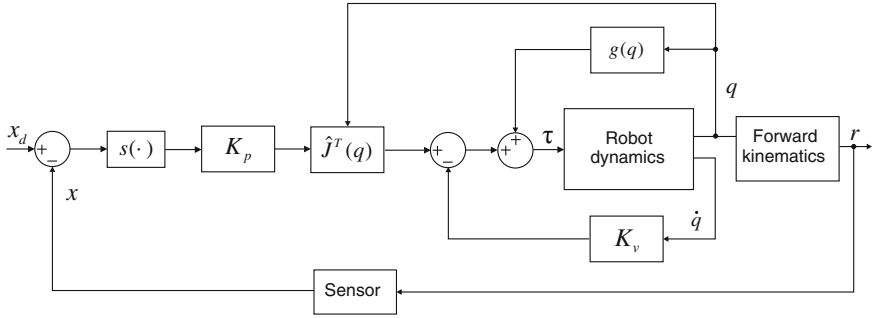 g(q)
q
x_d
+
−
s(·)
K_p
Ĵ^T(q)
+
−
+
+
τ
Robot
dynamics
Forward
kinematics
r
x
q̇
K_v
Sensor